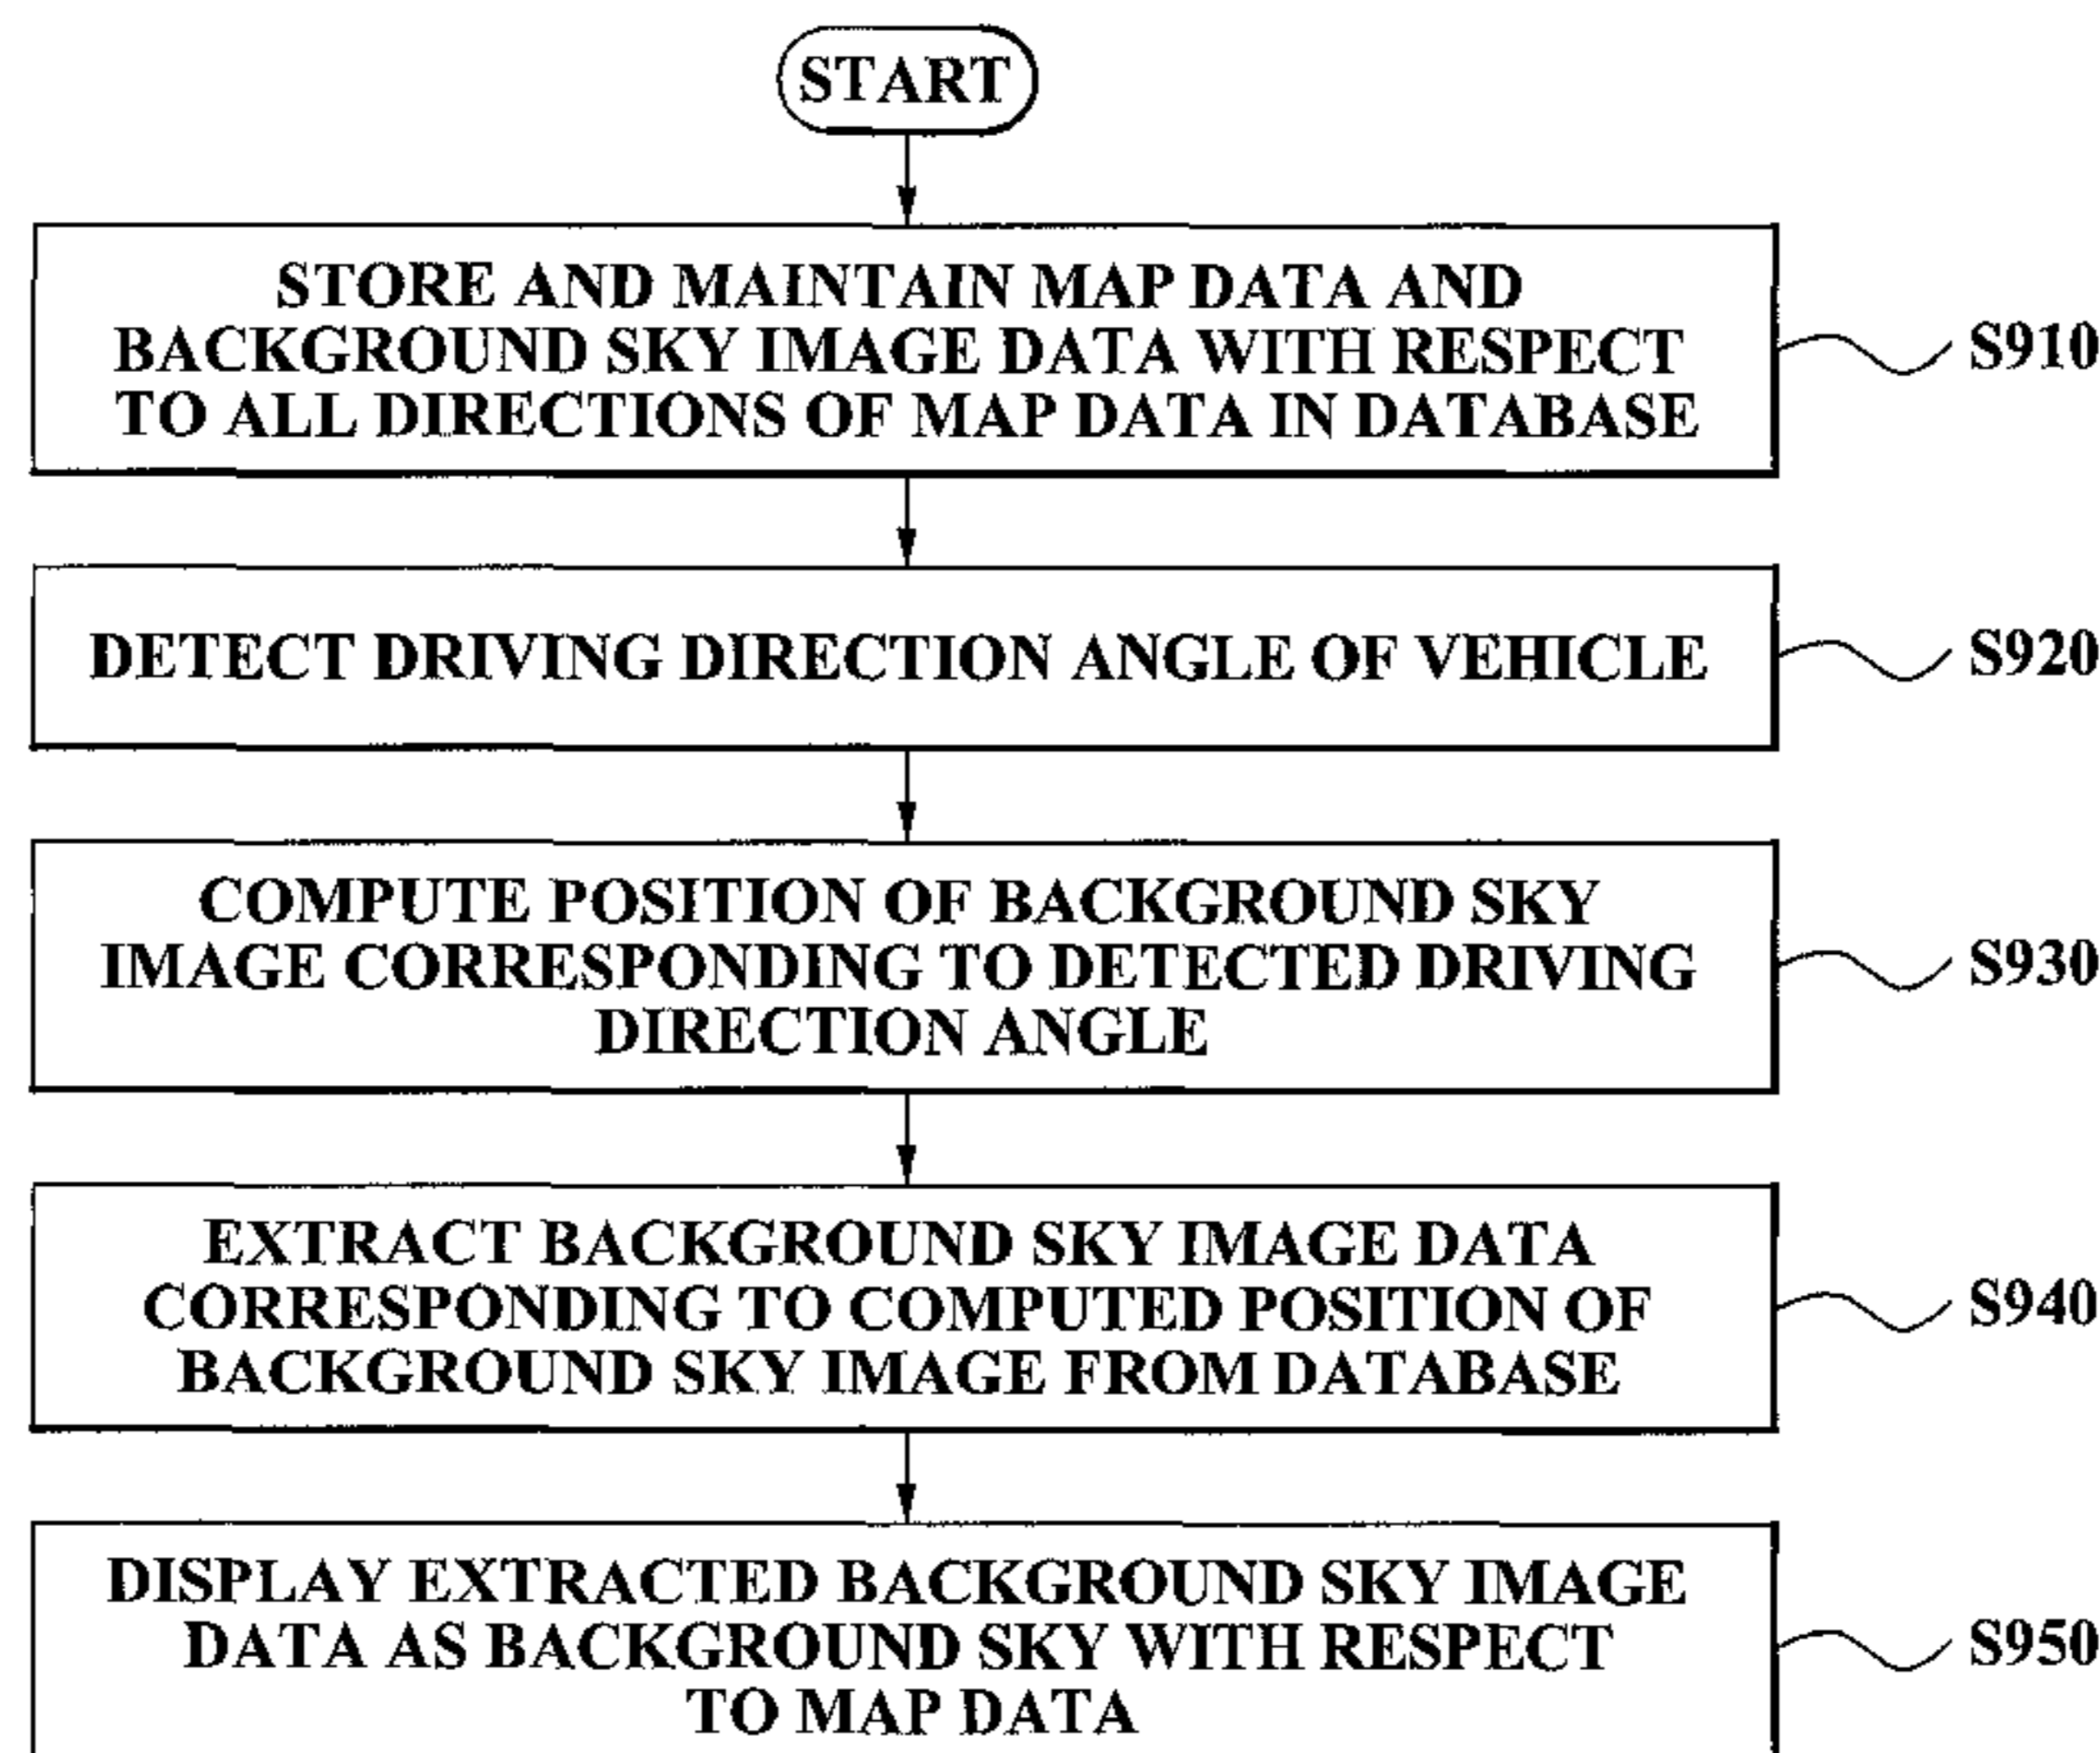 START
STORE AND MAINTAIN MAP DATA AND
BACKGROUND SKY IMAGE DATA WITH RESPECT
TO ALL DIRECTIONS OF MAP DATA IN DATABASE
S910
DETECT DRIVING DIRECTION ANGLE OF VEHICLE
S920
COMPUTE POSITION OF BACKGROUND SKY
IMAGE CORRESPONDING TO DETECTED DRIVING
DIRECTION ANGLE
S930
EXTRACT BACKGROUND SKY IMAGE DATA
CORRESPONDING TO COMPUTED POSITION OF
BACKGROUND SKY IMAGE FROM DATABASE
S940
DISPLAY EXTRACTED BACKGROUND SKY IMAGE
DATA AS BACKGROUND SKY WITH RESPECT
TO MAP DATA
S950